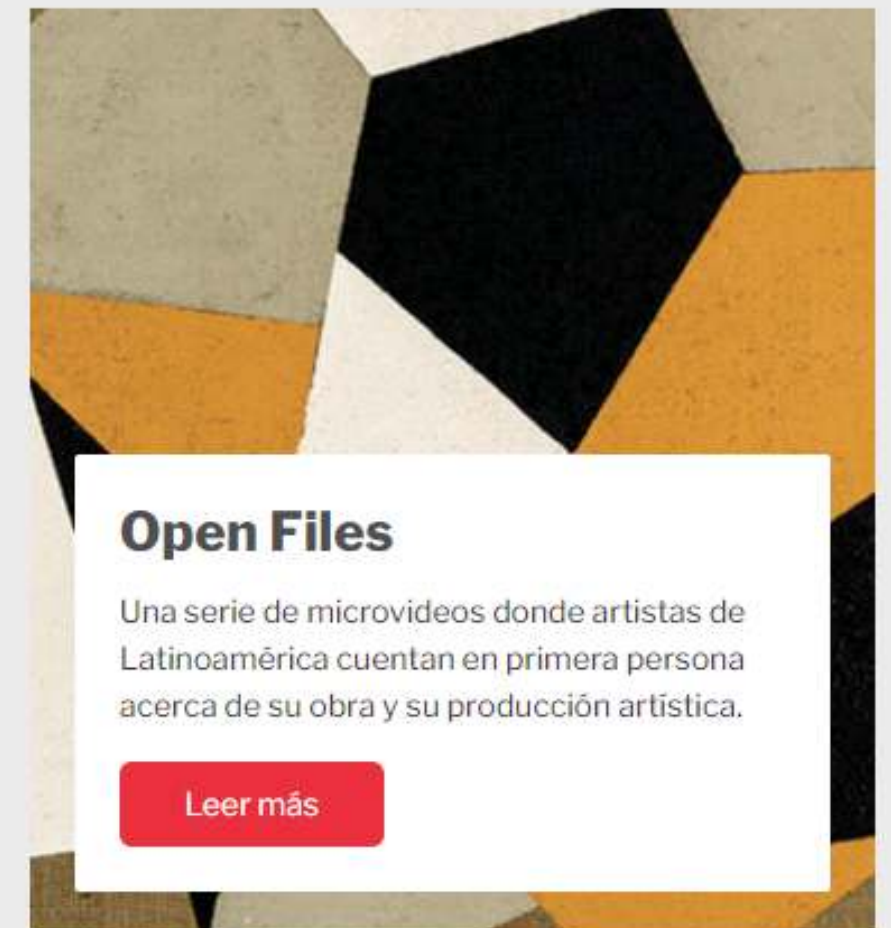 Open Files
Una serie de microvideos donde artistas de
Latinoamérica cuentan en primera persona
acerca de su obra y su producción artística.
Leer más